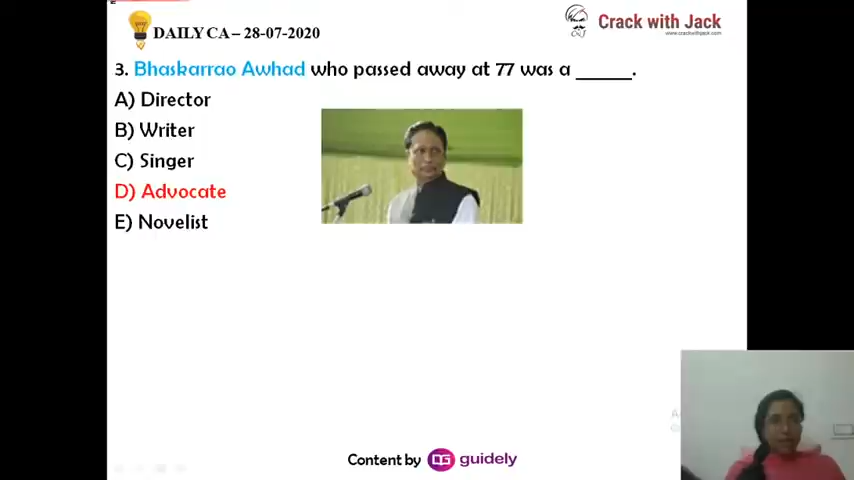 DAILY CA – 28-07-2020
Crack with Jack
www.crackwithjack.com
3. Bhaskarrao Awhad who passed away at 77 was a ______.
A) Director
B) Writer
C) Singer
D) Advocate
E) Novelist
Content by DG guidely